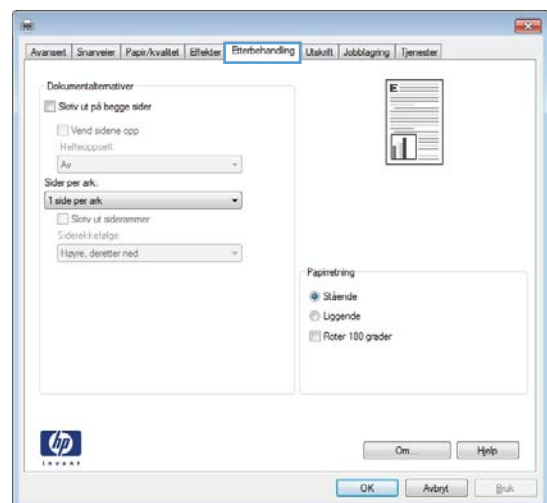 Avansert Snarveier Papir/kvalitet Effekter Etterbehandling Utskrift Jobblagring Tjenester
Dokumentalternativer
Skriv ut på begge sider
Vend sidene opp
Hefteoppsett:
Av
Sider per ark:
1 side per ark
Skriv ut siderammer
Siderekkefølge:
Høyre, deretter ned
E
Papirretning
Stående
Liggende
Roter 180 grader
hp
invent
Om... Hjelp
OK Avbryt Bruk